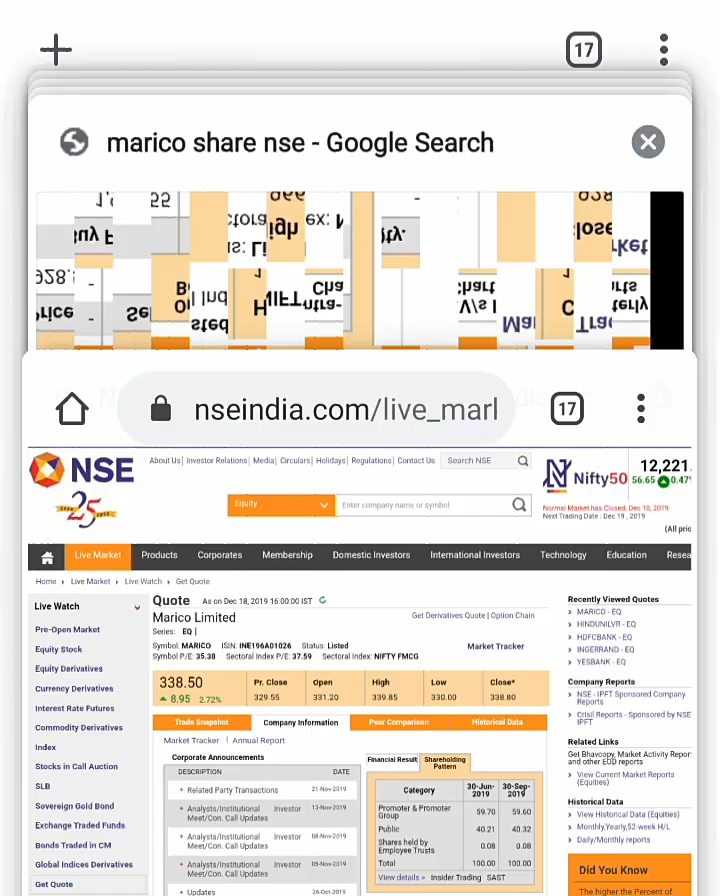 17
marico share nse - Google Search
nseindia.com/live_marl
17
NSE
25
About Us| Investor Relations| Media| Circulars| Holidays| Regulations| Contact Us
Search NSE
Nifty50
12,221
56.65 0.47
Normal Market has Closed. Dec 18, 2019
Next Trading Date : Dec 19 , 2019
(All pric
Equity
Enter company name or symbol
Live Market Products Corporates Membership Domestic Investors International Investors Technology Education Resea
Home › Live Market › Live Watch › Get Quote
Live Watch
Pre-Open Market
Equity Stock
Equity Derivatives
Currency Derivatives
Interest Rate Futures
Commodity Derivatives
Index
Stocks in Call Auction
SLB
Sovereign Gold Bond
Exchange Traded Funds
Bonds Traded in CM
Global Indices Derivatives
Get Quote
Quote As on Dec 18, 2019 16:00:00 IST
Marico Limited
Get Derivatives Quote | Option Chain
Series: EQ |
Symbol: MARICO ISIN: INE196A01026 Status: Listed
Market Tracker
Symbol P/E: 35.38 Sectoral Index P/E: 37.59 Sectoral Index: NIFTY FMCG
338.50 Pr. Close Open High Low Close*
8.95 2.72% 329.55 331.20 339.85 330.00 338.80
Trade Snapshot Company Information Peer Comparison Historical Data
Market Tracker | Annual Report
Corporate Announcements
DESCRIPTION DATE
+ Related Party Transactions 21-Nov-2019
+ Analysts/Institutional Investor Meet/Con. Call Updates 13-Nov-2019
+ Analysts/Institutional Investor Meet/Con. Call Updates 08-Nov-2019
+ Analysts/Institutional Investor Meet/Con. Call Updates 05-Nov-2019
+ Updates 26-Oct-2019
Financial Result Shareholding Pattern
Category 30-Jun-2019 30-Sep-2019
Promoter & Promoter Group 59.70 59.60
Public 40.21 40.32
Shares held by Employee Trusts 0.08 0.08
Total 100.00 100.00
View details > Insider Trading SAST
Recently Viewed Quotes
› MARICO - EQ
› HINDUNILVR - EQ
› HDFCBANK - EQ
› INGERRAND - EQ
› YESBANK - EQ
Company Reports
› NSE - IPFT Sponsored Company
Reports
› Crisil Reports - Sponsored by NSE
IPFT
Related Links
Get Bhavcopy, Market Activity Repor
and other EOD reports
› View Current Market Reports
(Equities)
Historical Data
› View Historical Data (Equities)
› Monthly,Yearly,52-week H/L
› Daily/Monthly reports
Did You Know
The higher the Percent of